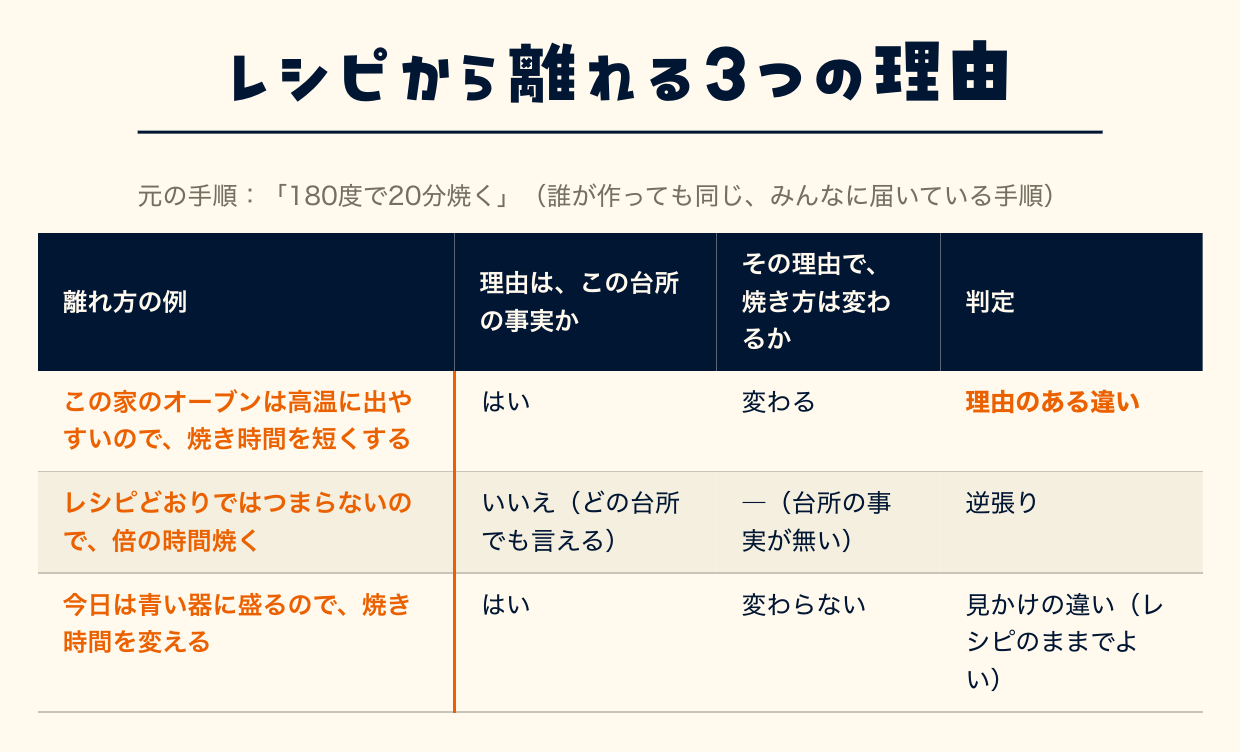 レシピから離れる3つの理由
元の手順：「180度で20分焼く」（誰が作っても同じ、みんなに届いている手順）
離れ方の例
理由は、この台所
の事実か
その理由で、
焼き方は変わ
るか
判定
この家のオーブンは高温に出や
すいので、焼き時間を短くする
はい
変わる
理由のある違い
レシピどおりではつまらないの
で、倍の時間焼く
いいえ（どの台所
でも言える）
—（台所の事
実が無い）
逆張り
今日は青い器に盛るので、焼き
時間を変える
はい
変わらない
見かけの違い（レ
シピのままでよ
い）